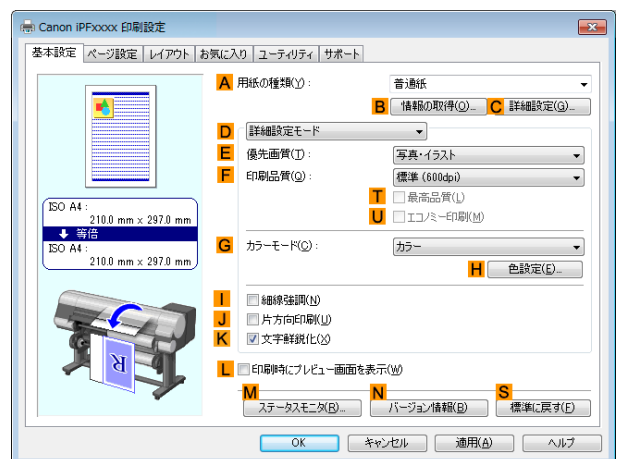 Canon iPFxxxx 印刷設定
基本設定 ページ設定 レイアウト お気に入り ユーティリティ サポート
A 用紙の種類(Y) : 普通紙
B 情報の取得(O)... C 詳細設定(G)...
D 詳細設定モード
E 優先画質(T) : 写真・イラスト
F 印刷品質(Q) : 標準 (600dpi)
T 最高品質(L)
U エコノミー印刷(M)
ISO A4 :
210.0 mm × 297.0 mm
等倍
ISO A4 :
210.0 mm × 297.0 mm
G カラーモード(C) : カラー
H 色設定(E)...
I 細線強調(N)
J 片方向印刷(U)
K 文字鮮鋭化(X)
R
L 印刷時にプレビュー画面を表示(W)
M N S
ステータスモニタ(R)... バージョン情報(B) 標準に戻す(F)
OK キャンセル 適用(A) ヘルプ